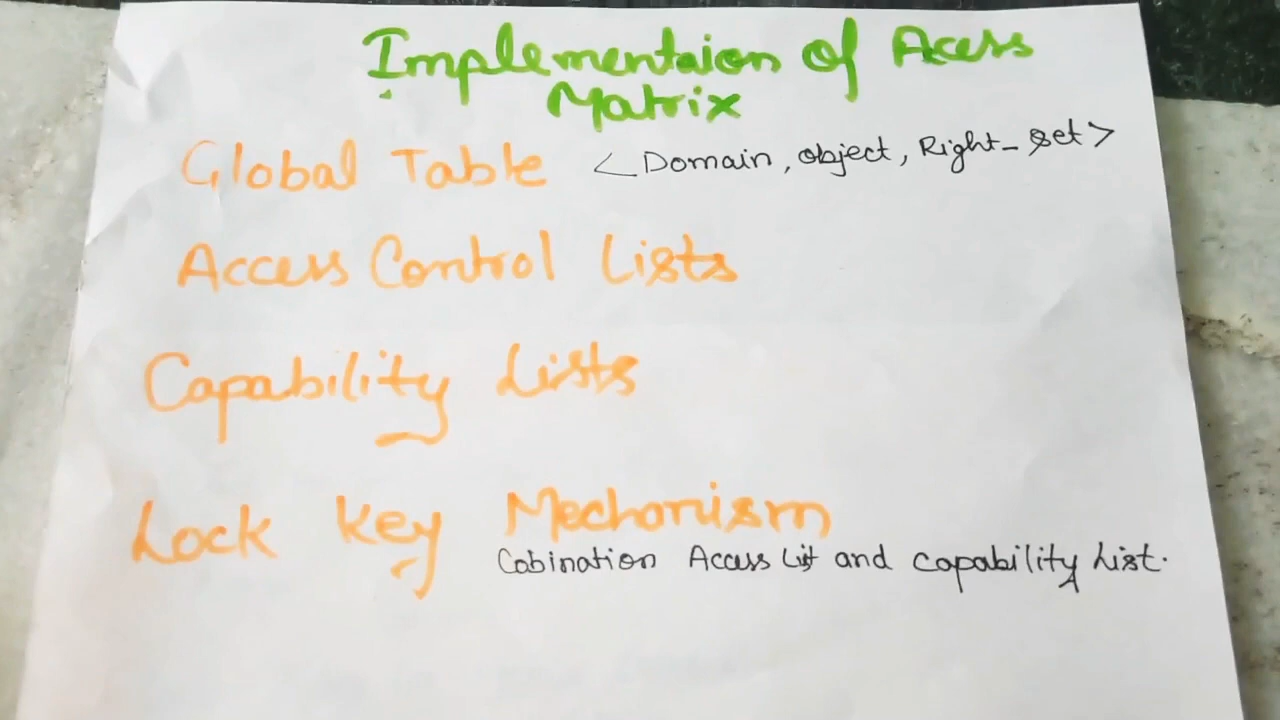 Implementaion of Acess
Matrix
Global Table < Domain, object, Right_set >
Access Control Lists
Capability Lists
Lock Key Mechanism
Cobination Access List and Capability List.